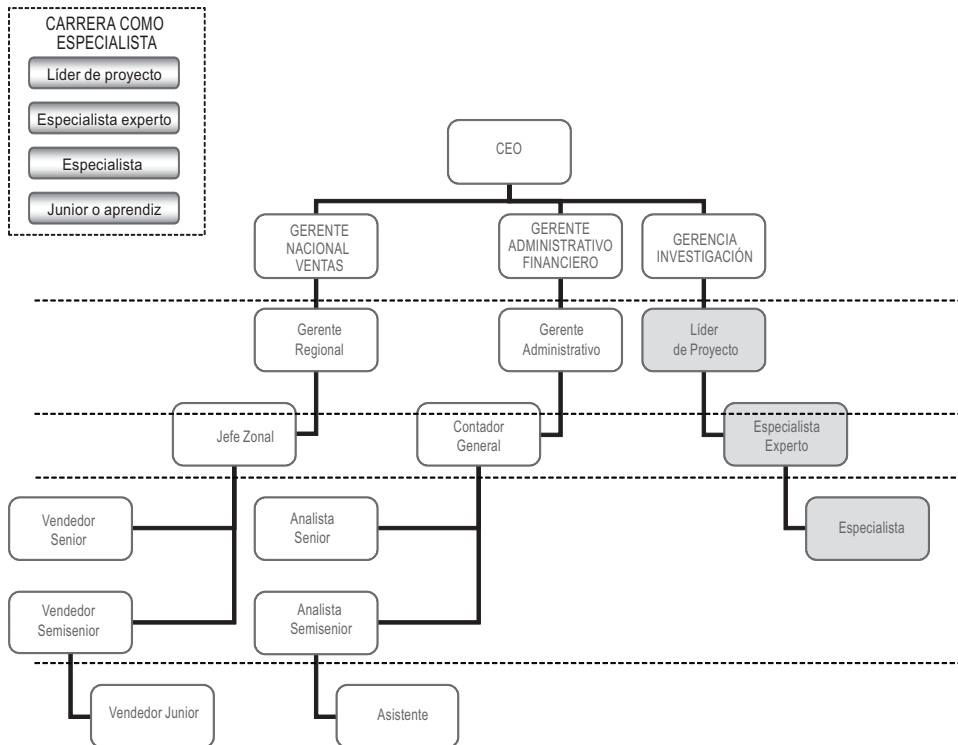 CARRERA COMO
ESPECIALISTA
Líder de proyecto
Especialista experto
Especialista
Junior o aprendiz
CEO
GERENTE
NACIONAL
VENTAS
GERENTE
ADMINISTRATIVO
FINANCIERO
GERENCIA
INVESTIGACIÓN
Gerente
Regional
Gerente
Administrativo
Líder
de Proyecto
Jefe Zonal
Contador
General
Especialista
Experto
Vendedor
Senior
Analista
Senior
Especialista
Vendedor
Semisenior
Analista
Semisenior
Vendedor Junior
Asistente